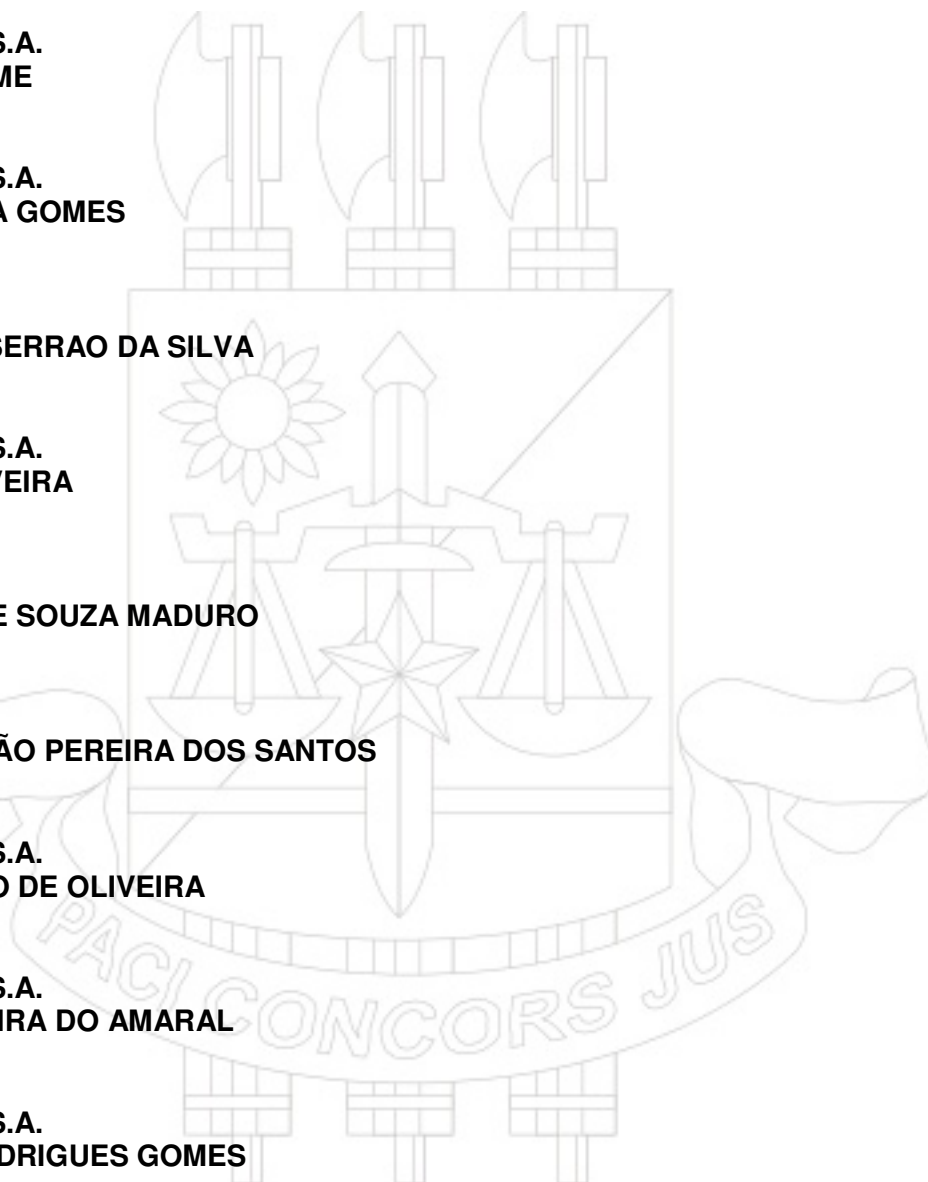 S.A.
ME
S.A.
A GOMES
SERRAO DA SILVA
S.A.
VEIRA
E SOUZA MADURO
ÃO PEREIRA DOS SANTOS
S.A.
O DE OLIVEIRA
S.A.
IRA DO AMARAL
S.A.
DRIGUES GOMES
PACI CONCORS JUS